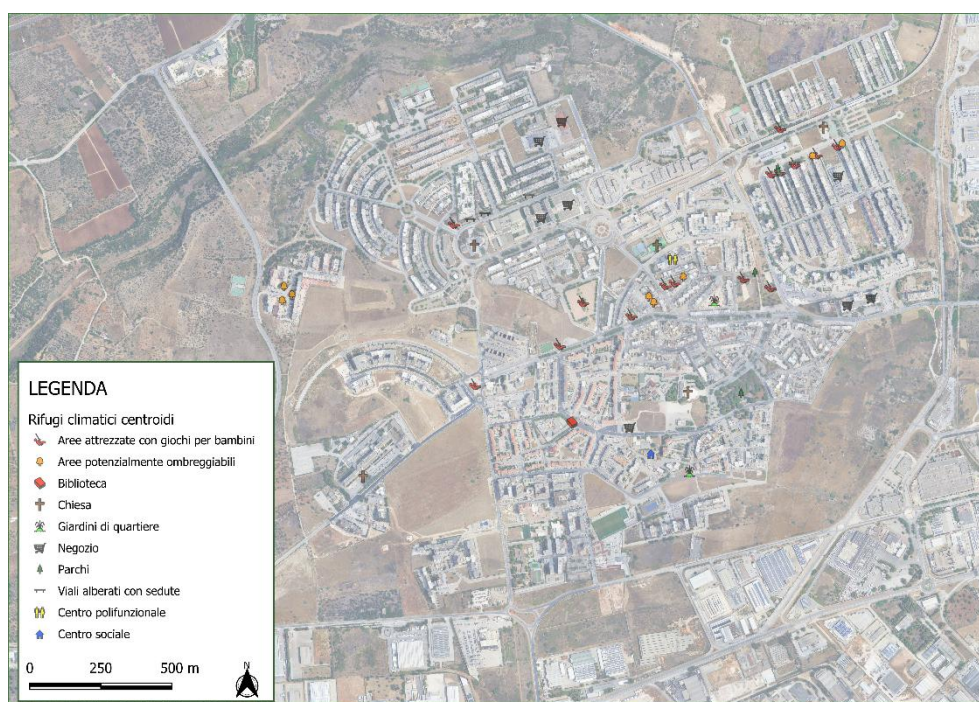 LEGENDA
Rifugi climatici centroidi
Aree attrezzate con giochi per bambini
Aree potenzialmente ombreggiabili
Biblioteca
Chiesa
Giardini di quartiere
Negozio
Parchi
Viali alberati con sedute
Centro polifunzionale
Centro sociale
0 250 500 m
N